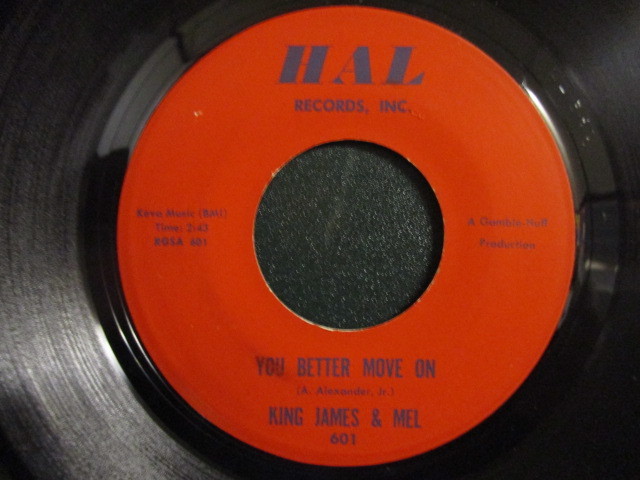 HAL
RECORDS, INC.
Keva Music (BMI)
Time: 2:43
RGSA 601
A Gamble-Huff
Production
YOU BETTER MOVE ON
(A. Alexander, Jr.)
KING JAMES & MEL
601